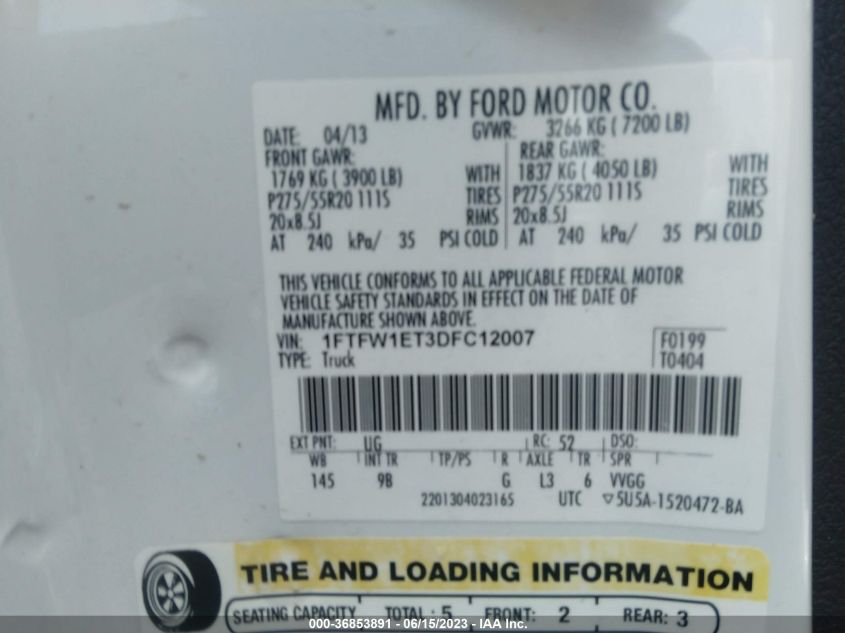 MFD. BY FORD MOTOR CO.
DATE: 04/13 GVWR: 3266 KG ( 7200 LB)
FRONT GAWR: REAR GAWR:
1769 KG ( 3900 LB) WITH 1837 KG ( 4050 LB) WITH
P275/55R20 111S TIRES P275/55R20 111S TIRES
20x8.5J RIMS 20x8.5J RIMS
AT 240 kPa/ 35 PSI COLD AT 240 kPa/ 35 PSI COLD
THIS VEHICLE CONFORMS TO ALL APPLICABLE FEDERAL MOTOR
VEHICLE SAFETY STANDARDS IN EFFECT ON THE DATE OF
MANUFACTURE SHOWN ABOVE.
VIN: 1FTFW1ET3DFC12007 F0199
TYPE: Truck T0404
EXT PNT: UG RC: 52 DSO:
WB INT TR TP/PS R AXLE TR SPR
145 9B G L3 6 VVGG
2201304023165 UTC ▽5U5A-1520472-BA
TIRE AND LOADING INFORMATION
SEATING CAPACITY TOTAL : 5 FRONT: 2 REAR: 3
000-36853891 - 06/15/2023 - IAA Inc.